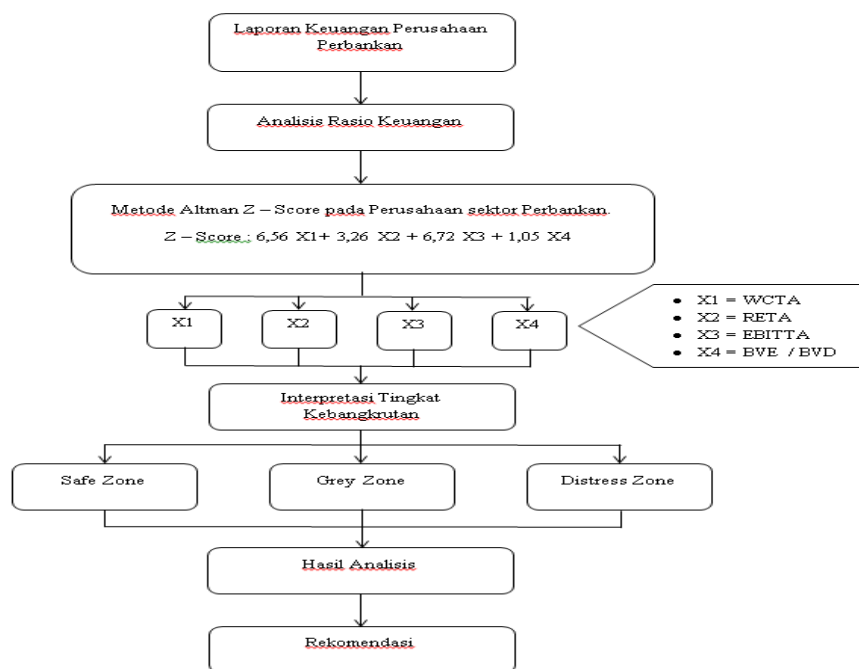 Laporan Keuangan Perusahaan
Perbankan
Analisis Rasio Keuangan
Metode Altman Z – Score pada Perusahaan sektor Perbankan.
Z – Score : 6,56 X1+ 3,26 X2 + 6,72 X3 + 1,05 X4
X1
X2
X3
X4
• X1 = WCTA
• X2 = RETA
• X3 = EBITTA
• X4 = BVE / BVD
Interpretasi Tingkat
Kebangkrutan
Safe Zone
Grey Zone
Distress Zone
Hasil Analisis
Rekomendasi